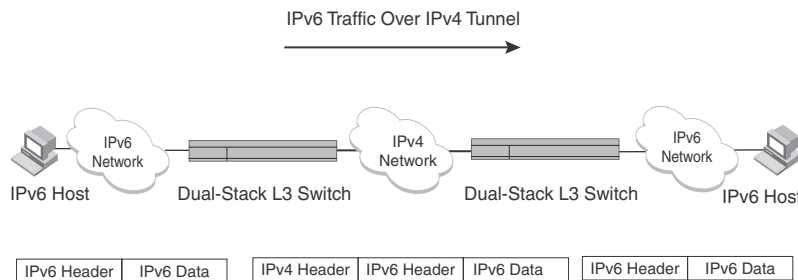 IPv6 Traffic Over IPv4 Tunnel
IPv6
Network
IPv4
Network
IPv6
Network
IPv6 Host
Dual-Stack L3 Switch
Dual-Stack L3 Switch
IPv6 Host
IPv6 Header IPv6 Data
IPv4 Header IPv6 Header IPv6 Data
IPv6 Header IPv6 Data